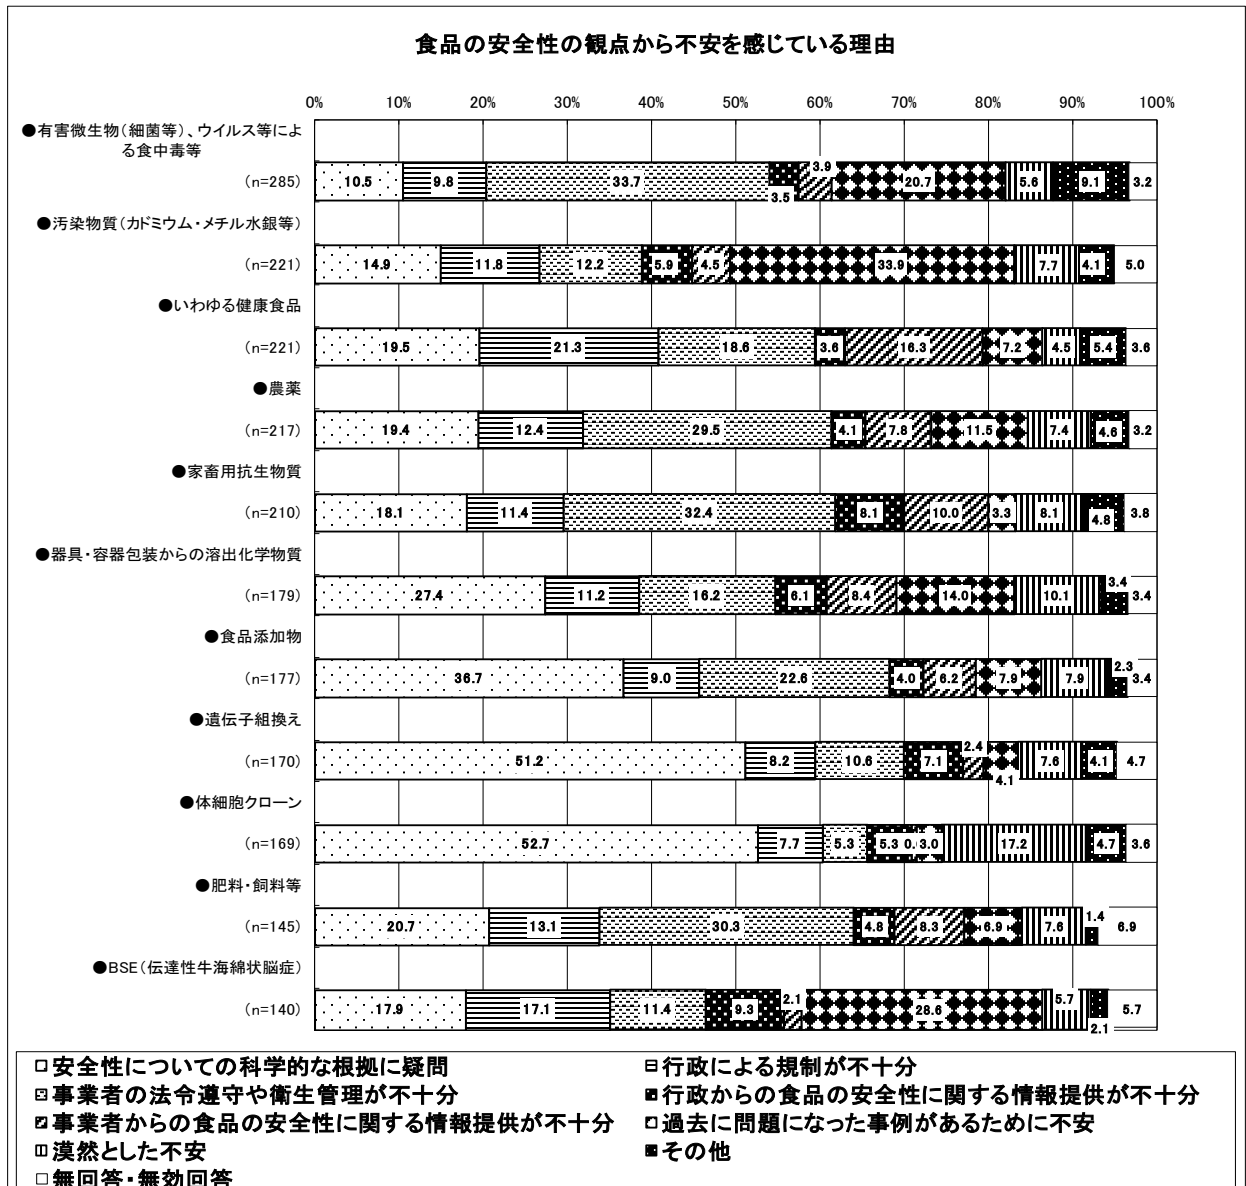 食品の安全性の観点から不安を感じている理由
0% 10% 20% 30% 40% 50% 60% 70% 80% 90% 100%
●有害微生物(細菌等)、ウイルス等によ
る食中毒等
(n=285) 10.5 9.8 33.7 3.5 3.9 20.7 5.6 9.1 3.2
●汚染物質(カドミウム・メチル水銀等)
(n=221) 14.9 11.8 12.2 5.9 4.5 33.9 7.7 4.1 5.0
●いわゆる健康食品
(n=221) 19.5 21.3 18.6 3.6 16.3 7.2 4.5 5.4 3.6
●農薬
(n=217) 19.4 12.4 29.5 4.1 7.8 11.5 7.4 4.6 3.2
●家畜用抗生物質
(n=210) 18.1 11.4 32.4 8.1 10.0 3.3 8.1 4.8 3.8
●器具・容器包装からの溶出化学物質
(n=179) 27.4 11.2 16.2 6.1 8.4 14.0 10.1 3.4 3.4
●食品添加物
(n=177) 36.7 9.0 22.6 4.0 6.2 7.9 7.9 2.3 3.4
●遺伝子組換え
(n=170) 51.2 8.2 10.6 7.1 2.4 4.1 7.6 4.1 4.7
●体細胞クローン
(n=169) 52.7 7.7 5.3 5.3 3.0 17.2 4.7 3.6
●肥料・飼料等
(n=145) 20.7 13.1 30.3 4.8 8.3 6.9 7.6 1.4 6.9
●BSE(伝達性牛海綿状脳症)
(n=140) 17.9 17.1 11.4 9.3 2.1 28.6 5.7 2.1 5.7
安全性についての科学的な根拠に疑問 行政による規制が不十分
事業者の法令遵守や衛生管理が不十分 行政からの食品の安全性に関する情報提供が不十分
事業者からの食品の安全性に関する情報提供が不十分 過去に問題になった事例があるために不安
漠然とした不安 その他
無回答・無効回答